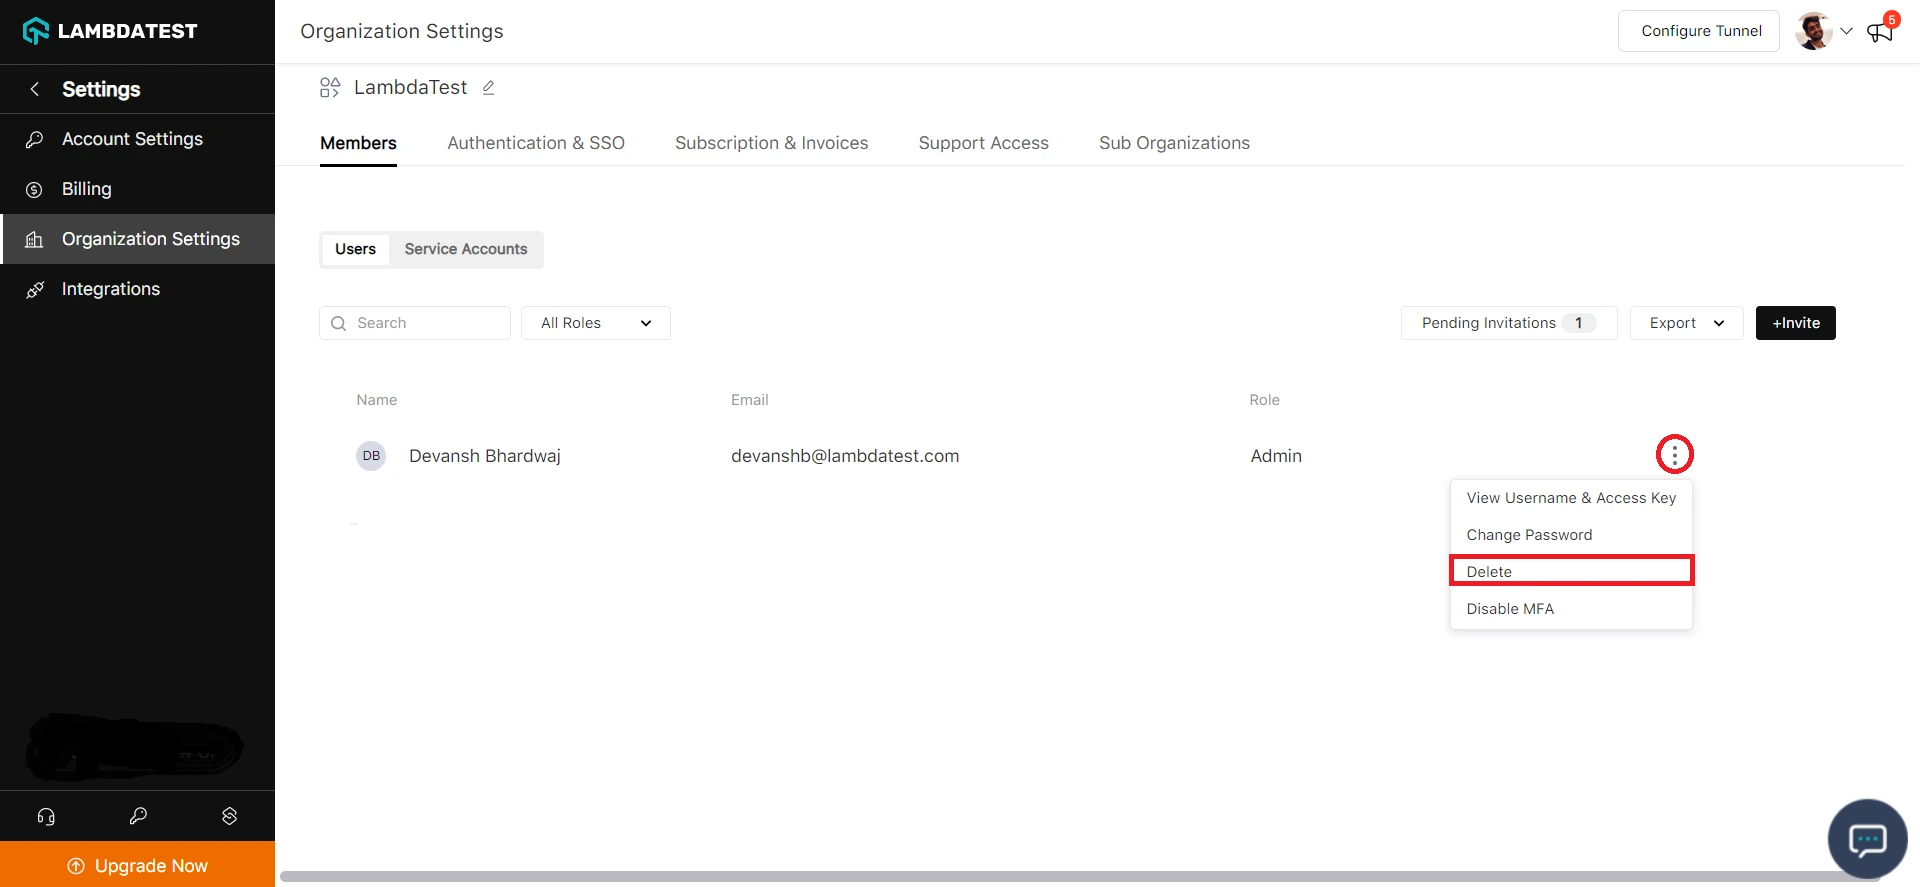 LAMBDATEST
Settings
Account Settings
Billing
Organization Settings
Integrations
Upgrade Now
Organization Settings
Configure Tunnel
5
LambdaTest
Members
Authentication & SSO
Subscription & Invoices
Support Access
Sub Organizations
Users
Service Accounts
Search
All Roles
Pending Invitations 1
Export
+Invite
Name Email Role
DB Devansh Bhardwaj devanshb@lambdatest.com Admin
View Username & Access Key
Change Password
Delete
Disable MFA